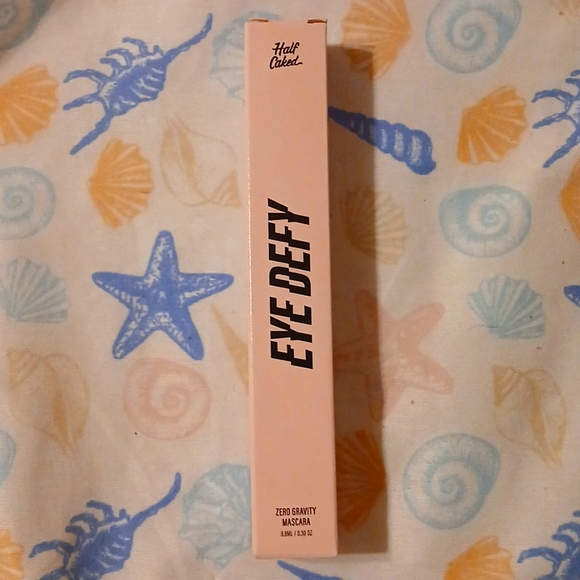 Half
Caked
EYE DEFY
ZERO GRAVITY
MASCARA
9.8ML / 0.30 OZ